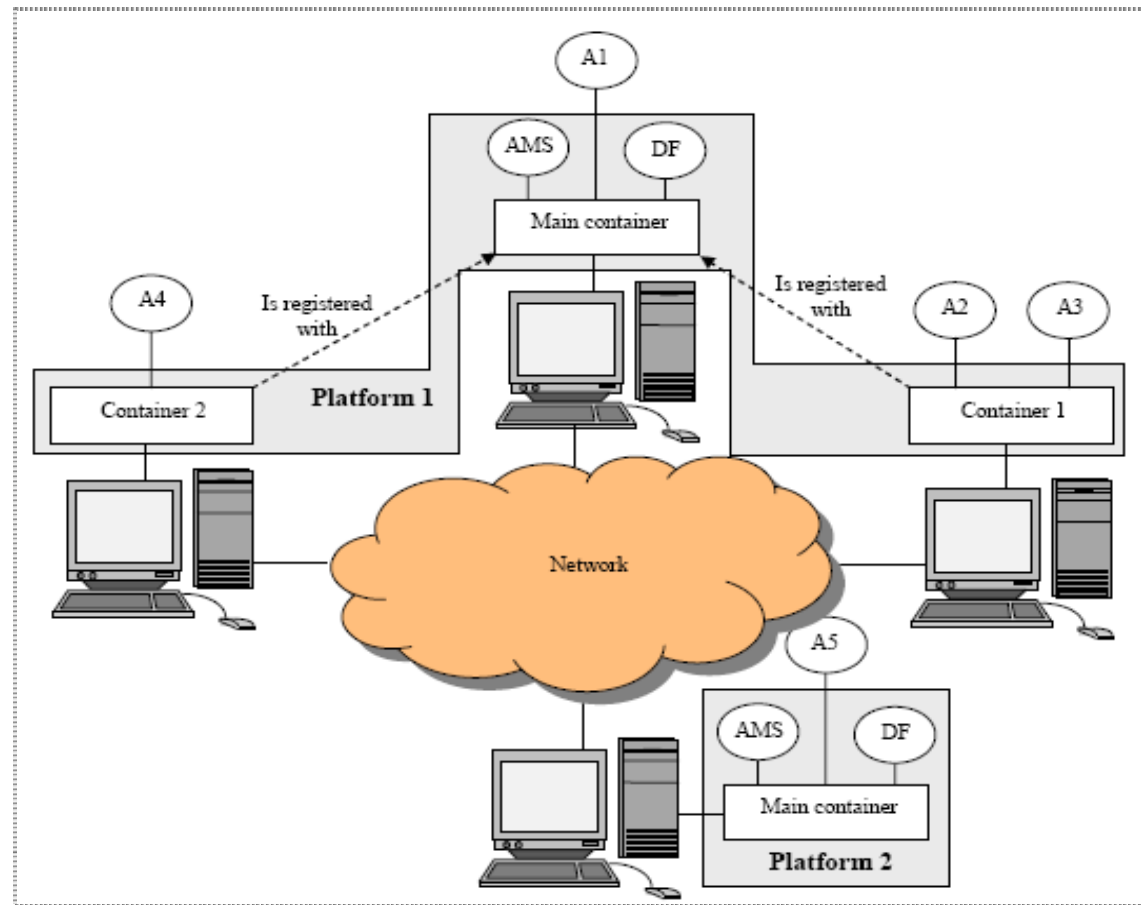 A1
AMS
DF
Main container
A4
Is registered
with
Is registered
with
A2
A3
Container 2
Platform 1
Container 1
Network
A5
AMS
DF
Main container
Platform 2